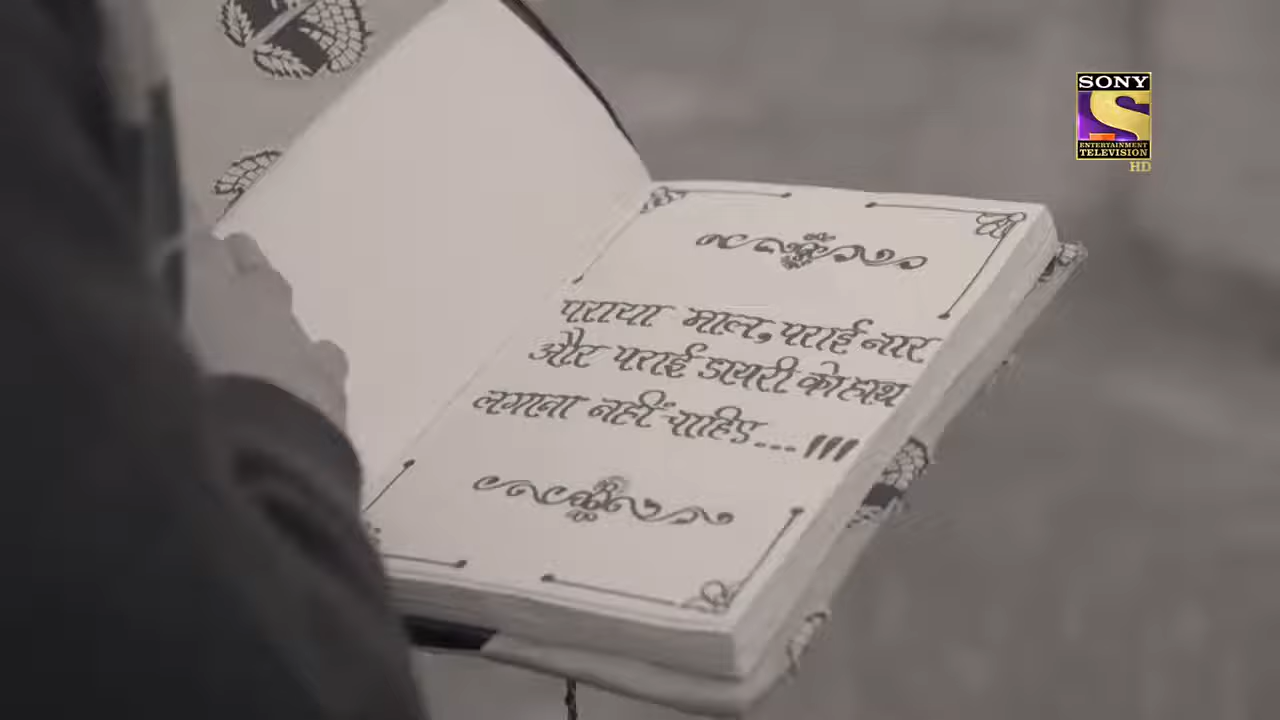 SONY
ENTERTAINMENT
TELEVISION
HD
पराया माल, पराई नार
और पराई डायरी को हाथ
लगाना नहीं चाहिए...!!!